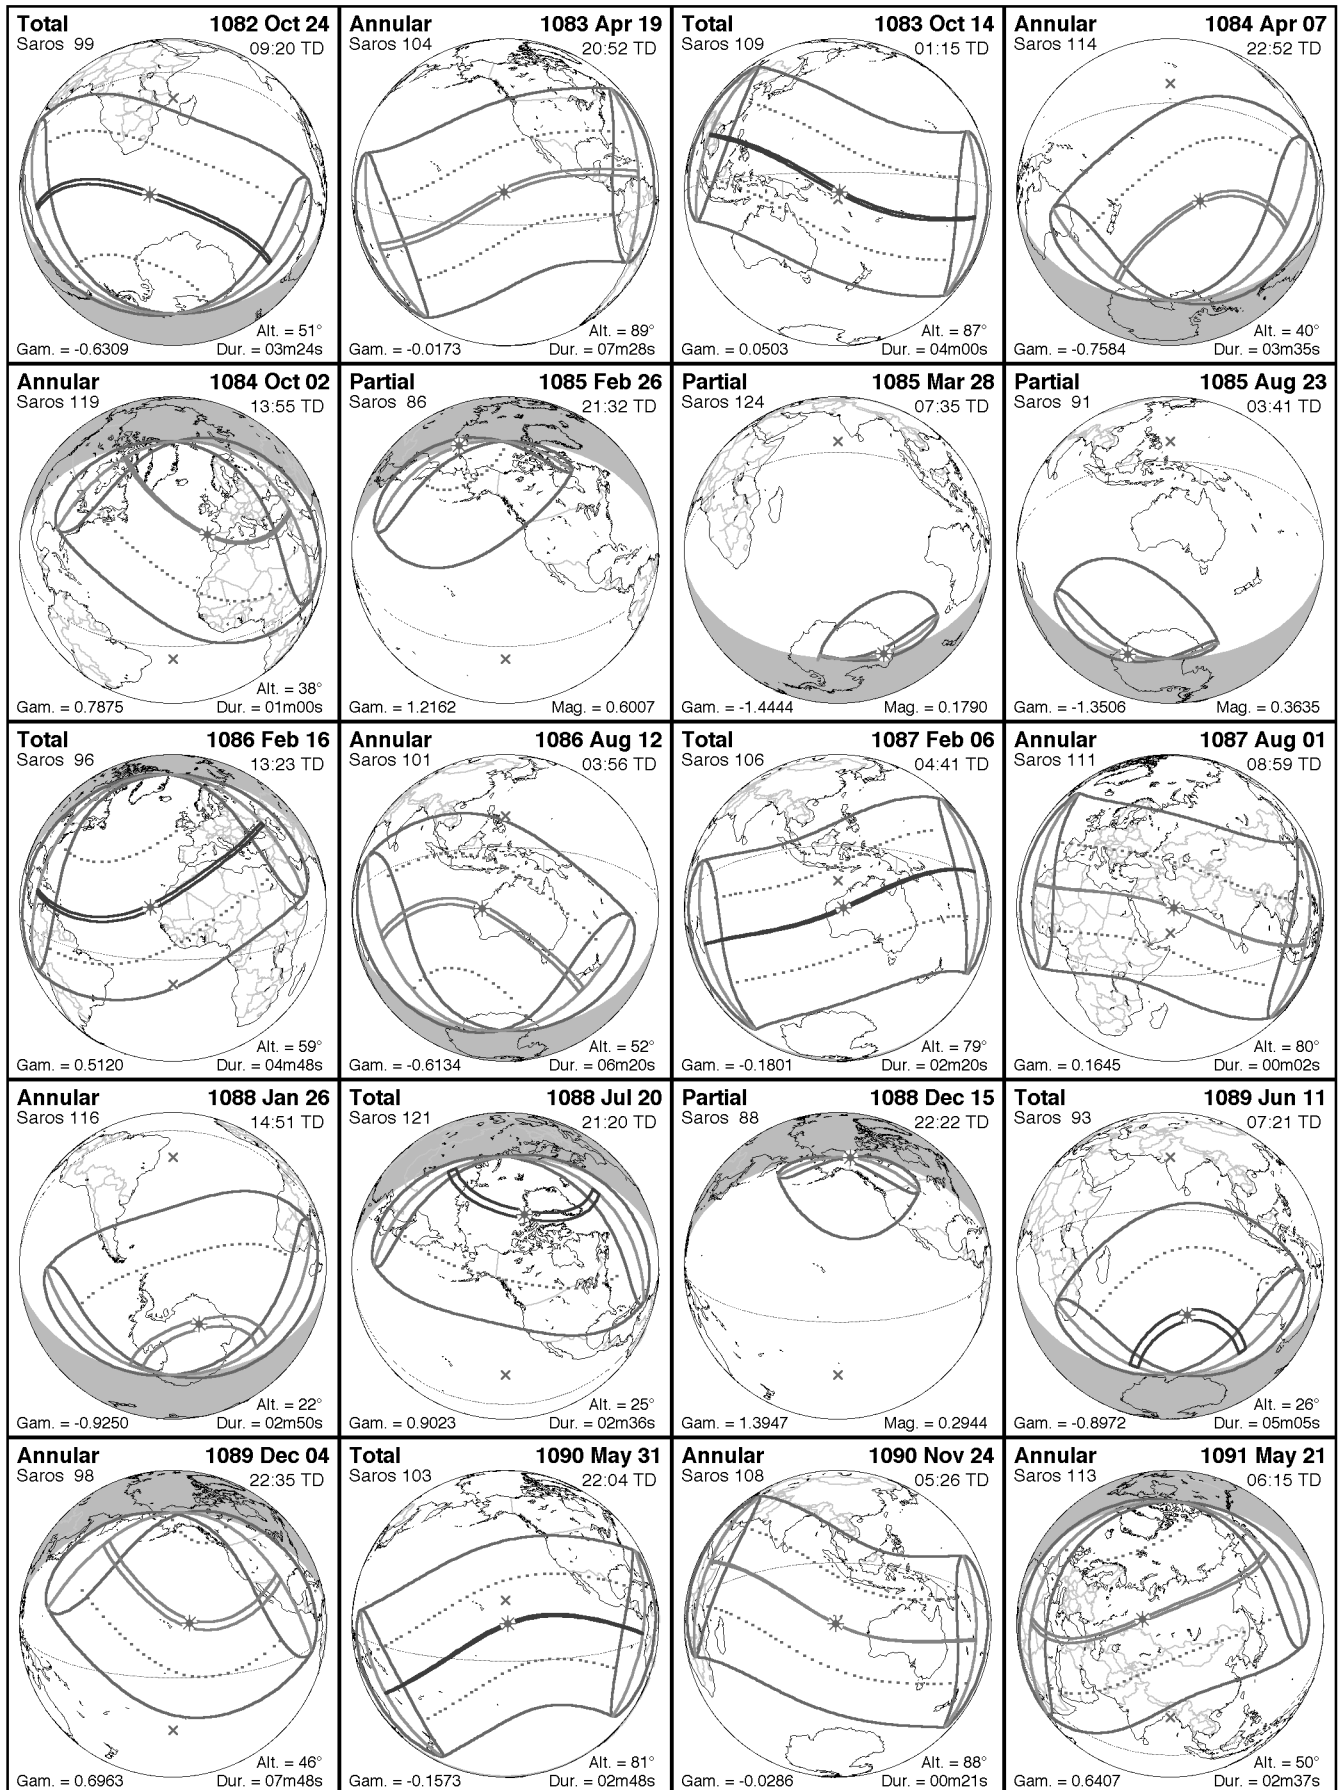 Total 1082 Oct 24
Saros 99 09:20 TD
Alt. = 51°
Gam. = -0.6309 Dur. = 03m24s
Annular 1083 Apr 19
Saros 104 20:52 TD
Alt. = 89°
Gam. = -0.0173 Dur. = 07m28s
Total 1083 Oct 14
Saros 109 01:15 TD
Alt. = 87°
Gam. = 0.0503 Dur. = 04m00s
Annular 1084 Apr 07
Saros 114 22:52 TD
Alt. = 40°
Gam. = -0.7584 Dur. = 03m35s
Annular 1084 Oct 02
Saros 119 13:55 TD
Alt. = 38°
Gam. = 0.7875 Dur. = 01m00s
Partial 1085 Feb 26
Saros 86 21:32 TD
Gam. = 1.2162 Mag. = 0.6007
Partial 1085 Mar 28
Saros 124 07:35 TD
Gam. = -1.4444 Mag. = 0.1790
Partial 1085 Aug 23
Saros 91 03:41 TD
Gam. = -1.3506 Mag. = 0.3635
Total 1086 Feb 16
Saros 96 13:23 TD
Alt. = 59°
Gam. = 0.5120 Dur. = 04m48s
Annular 1086 Aug 12
Saros 101 03:56 TD
Alt. = 52°
Gam. = -0.6134 Dur. = 06m20s
Total 1087 Feb 06
Saros 106 04:41 TD
Alt. = 79°
Gam. = -0.1801 Dur. = 02m20s
Annular 1087 Aug 01
Saros 111 08:59 TD
Alt. = 80°
Gam. = 0.1645 Dur. = 00m02s
Annular 1088 Jan 26
Saros 116 14:51 TD
Alt. = 22°
Gam. = -0.9250 Dur. = 02m50s
Total 1088 Jul 20
Saros 121 21:20 TD
Alt. = 25°
Gam. = 0.9023 Dur. = 02m36s
Partial 1088 Dec 15
Saros 88 22:22 TD
Gam. = 1.3947 Mag. = 0.2944
Total 1089 Jun 11
Saros 93 07:21 TD
Alt. = 26°
Gam. = -0.8972 Dur. = 05m05s
Annular 1089 Dec 04
Saros 98 22:35 TD
Alt. = 46°
Gam. = 0.6963 Dur. = 07m48s
Total 1090 May 31
Saros 103 22:04 TD
Alt. = 81°
Gam. = -0.1573 Dur. = 02m48s
Annular 1090 Nov 24
Saros 108 05:26 TD
Alt. = 88°
Gam. = -0.0286 Dur. = 00m21s
Annular 1091 May 21
Saros 113 06:15 TD
Alt. = 50°
Gam. = 0.6407 Dur. = 02m37s